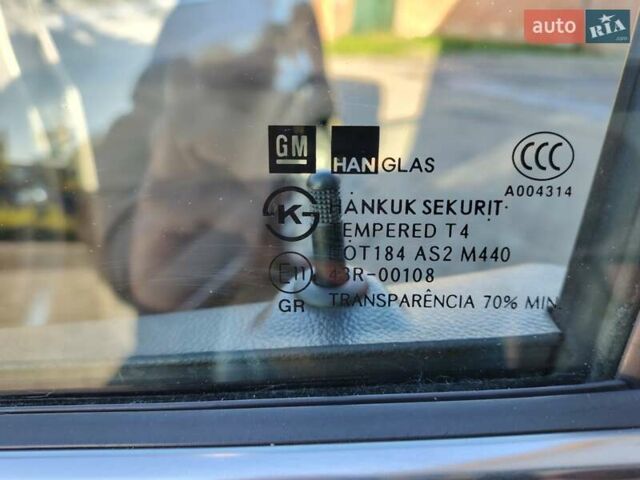 auto RIA.com
GM HANGLAS CCC
A004314
K HANKUK SEKURIT
TEMPERED T4
DOT184 AS2 M440
E11 43R-00108
GR TRANSPARÊNCIA 70% MIN.